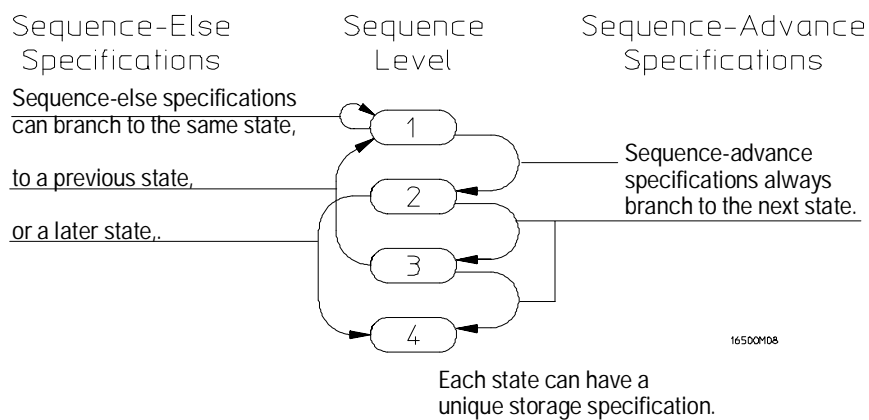 Sequence-Else
Specifications
Sequence
Level
Sequence-Advance
Specifications
Sequence-else specifications
can branch to the same state,
to a previous state,
or a later state,.
1
2
3
4
Sequence-advance
specifications always
branch to the next state.
16500M08
Each state can have a
unique storage specification.